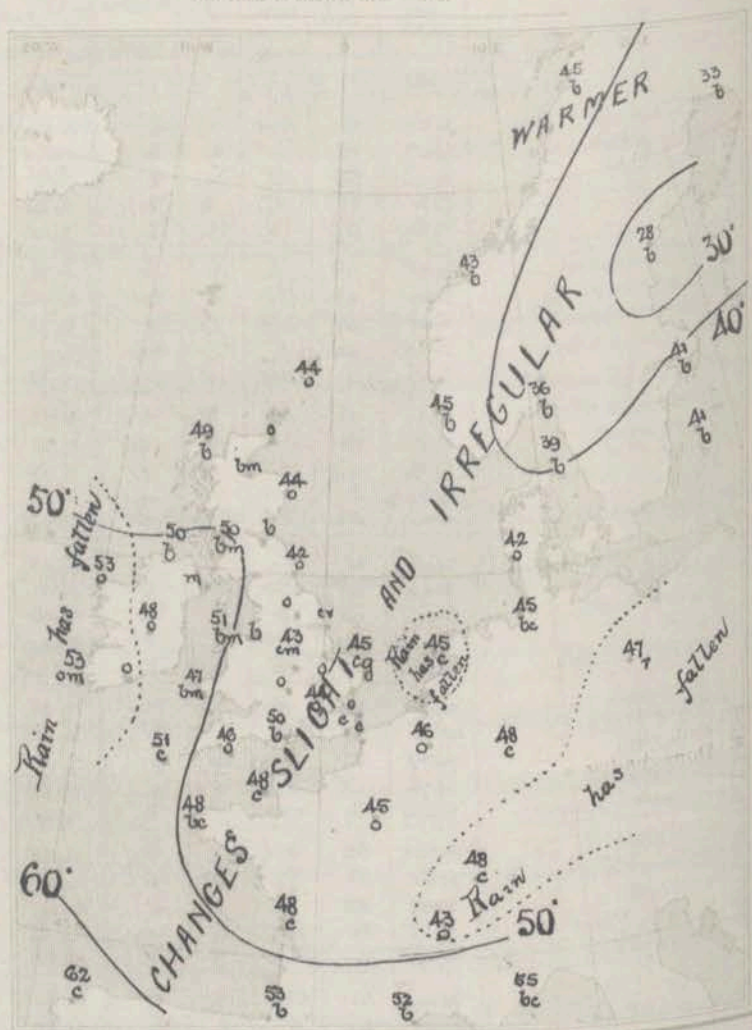 45
b
33
b
WARMER
28
b
30°
43
o
40°
41
b
44
o
45
b
36
b
41
b
49
b
o
bm
39
b
44
o
50°
50
b
50
b
m
b
42
o
42
o
53
o
m
48
o
51
bm
b
o
43
cm
45
cg
45
c
45
bc
47
r
53
o
m
o
47
bm
o
o
51
c
46
o
50
b
c
c
46
o
48
c
48
c
48
bc
45
o
48
c
43
o
48
c
60°
50°
62
c
53
b
52
b
55
bc
CHANGES SLIGHT AND IRREGULAR
Rain has fallen
Rain
has
fallen
Rain has fallen